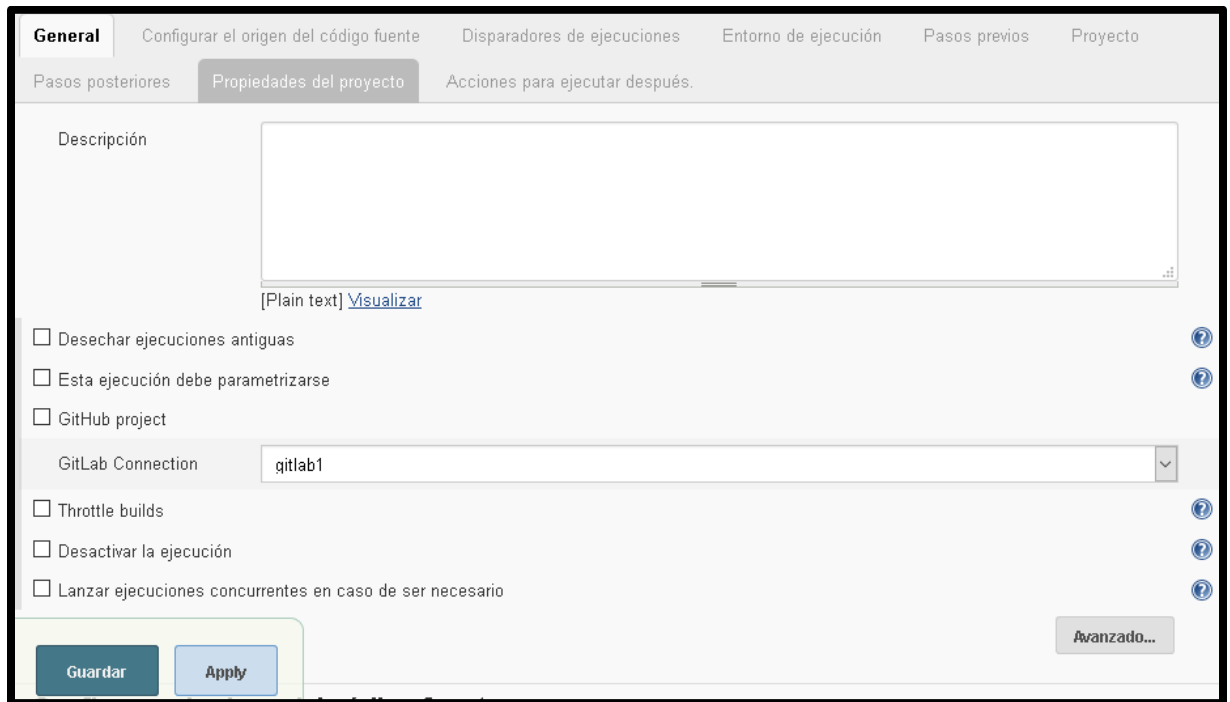 General Configurar el origen del código fuente Disparadores de ejecuciones Entorno de ejecución Pasos previos Proyecto
Pasos posteriores Propiedades del proyecto Acciones para ejecutar después.
Descripción
[Plain text] Visualizar
Desechar ejecuciones antiguas
Esta ejecución debe parametrizarse
GitHub project
GitLab Connection gitlab1
Throttle builds
Desactivar la ejecución
Lanzar ejecuciones concurrentes en caso de ser necesario
Avanzado...
Guardar Apply